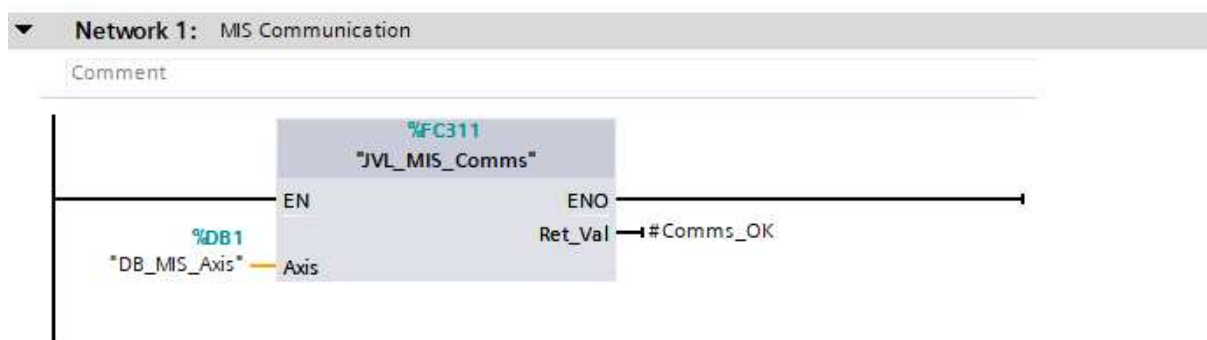 Network 1: MIS Communication
Comment
%FC311
"JVL_MIS_Comms"
EN ENO
%DB1 Ret_Val #Comms_OK
"DB_MIS_Axis" Axis